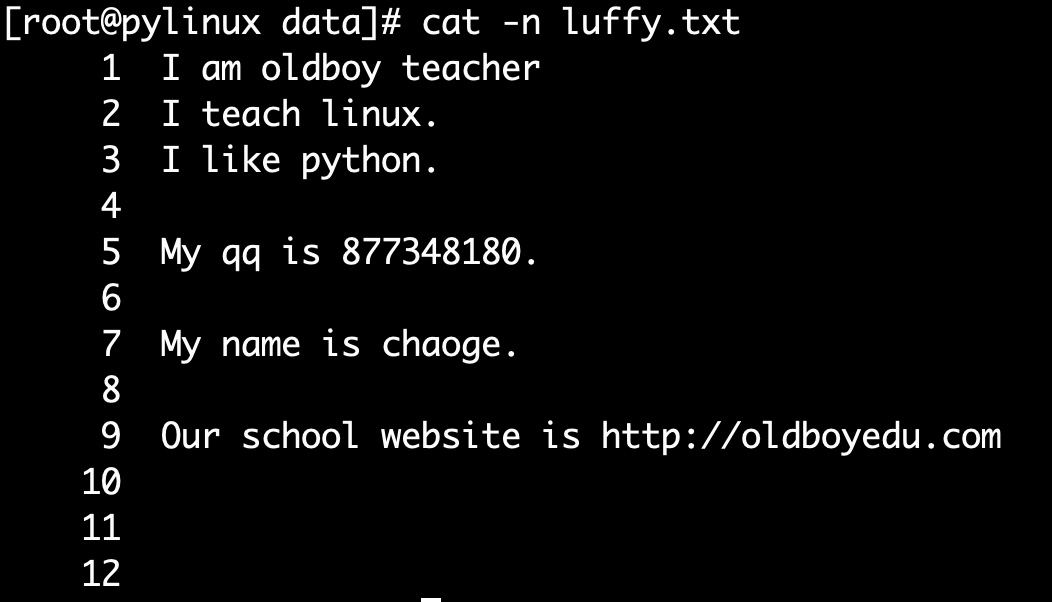 [root@pylinux data]# cat -n luffy.txt
1 I am oldboy teacher
2 I teach linux.
3 I like python.
4
5 My qq is 877348180.
6
7 My name is chaoge.
8
9 Our school website is http://oldboyedu.com
10
11
12